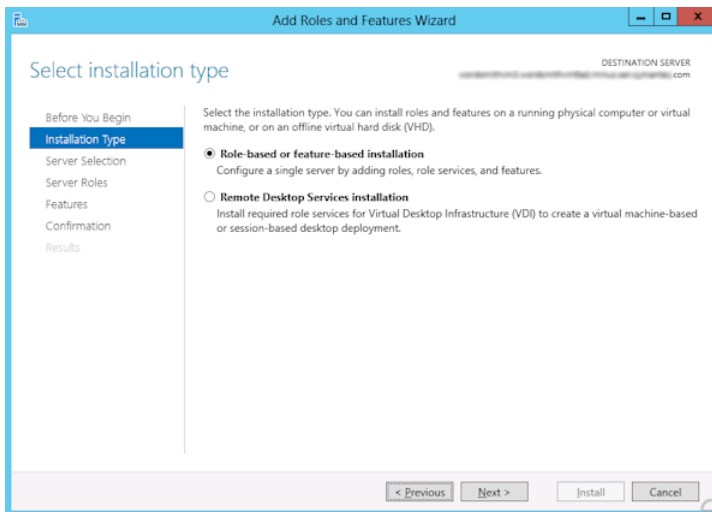 Add Roles and Features Wizard
Select installation type
DESTINATION SERVER
.com
Before You Begin
Installation Type
Server Selection
Server Roles
Features
Confirmation
Results
Select the installation type. You can install roles and features on a running physical computer or virtual
machine, or on an offline virtual hard disk (VHD).
Role-based or feature-based installation
Configure a single server by adding roles, role services, and features.
Remote Desktop Services installation
Install required role services for Virtual Desktop Infrastructure (VDI) to create a virtual machine-based
or session-based desktop deployment.
< Previous
Next >
Install
Cancel